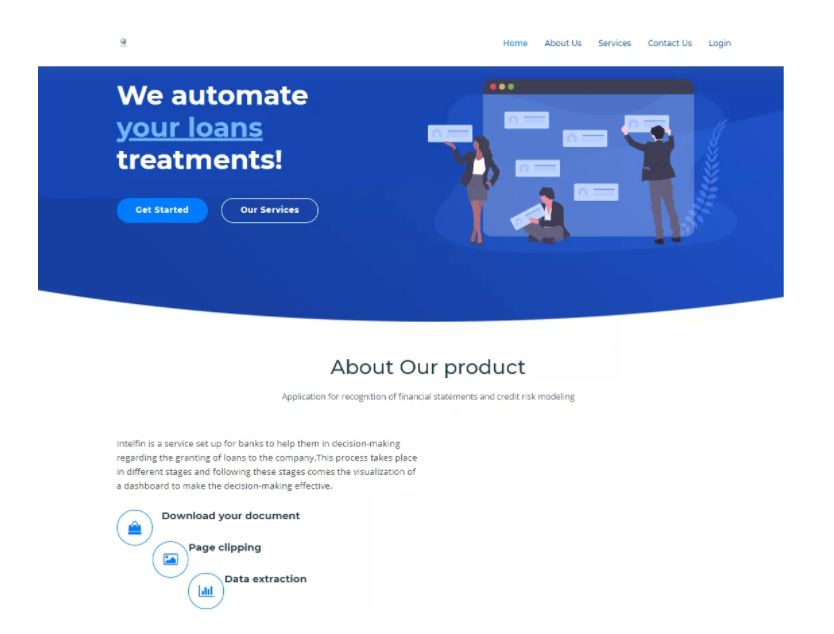 Home About Us Services Contact Us Login
We automate
your loans
treatments!
Get Started Our Services
About Our product
Application for recognition of financial statements and credit risk modeling
Intelfin is a service set up for banks to help them in decision-making
regarding the granting of loans to the company.This process takes place
in different stages and following these stages comes the visualization of
a dashboard to make the decision-making effective.
Download your document
Page clipping
Data extraction